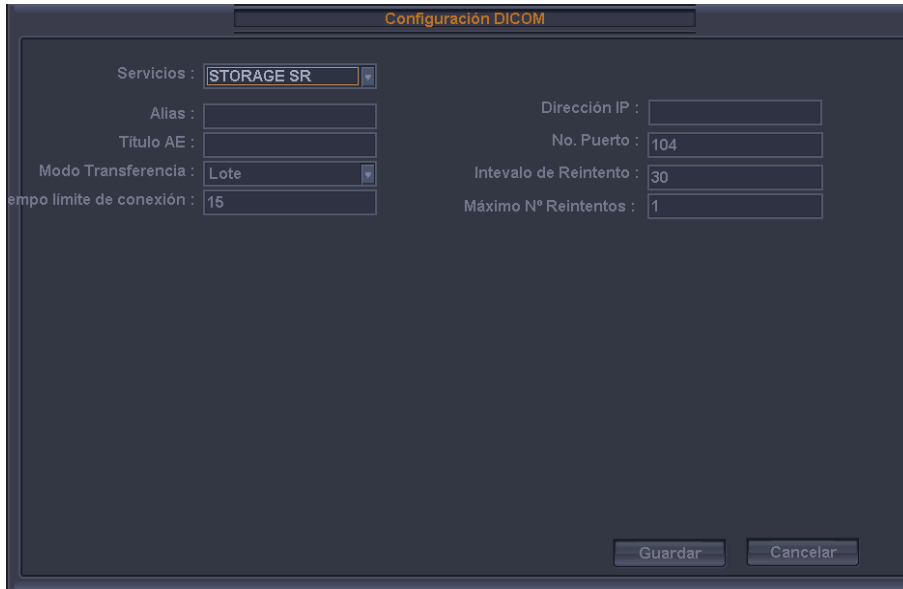 Configuración DICOM
Servicios : STORAGE SR
Alias :
Dirección IP :
Título AE :
No. Puerto : 104
Modo Transferencia : Lote
Intevalo de Reintento : 30
empo límite de conexión : 15
Máximo Nº Reintentos : 1
Guardar
Cancelar